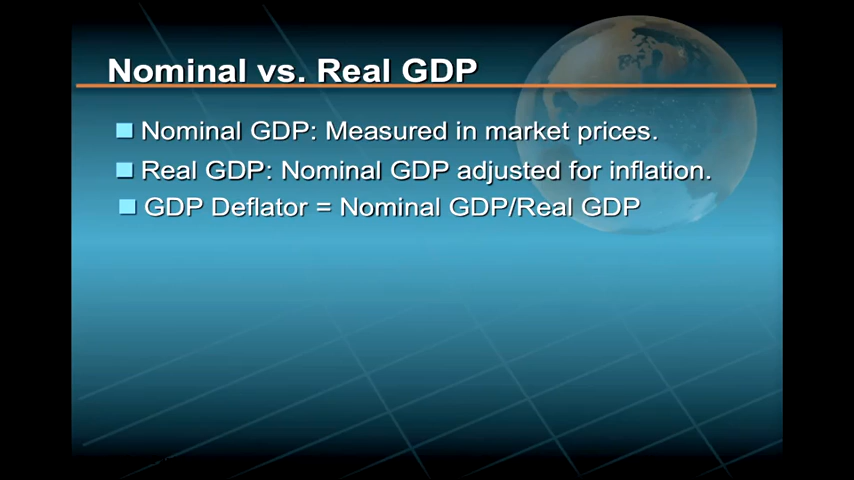 Nominal vs. Real GDP
Nominal GDP: Measured in market prices.
Real GDP: Nominal GDP adjusted for inflation.
GDP Deflator = Nominal GDP/Real GDP